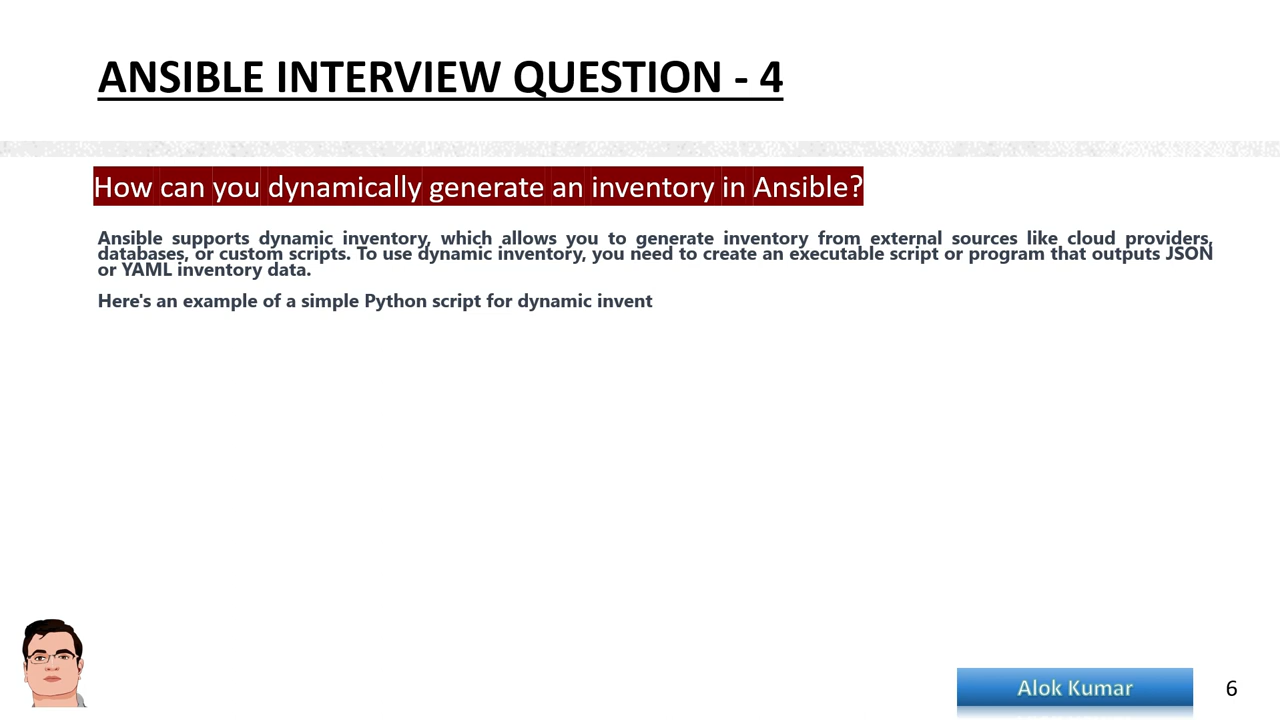 ANSIBLE INTERVIEW QUESTION - 4
How can you dynamically generate an inventory in Ansible?
Ansible supports dynamic inventory, which allows you to generate inventory from external sources like cloud providers,
databases, or custom scripts. To use dynamic inventory, you need to create an executable script or program that outputs JSON
or YAML inventory data.
Here's an example of a simple Python script for dynamic invent
Alok Kumar
6